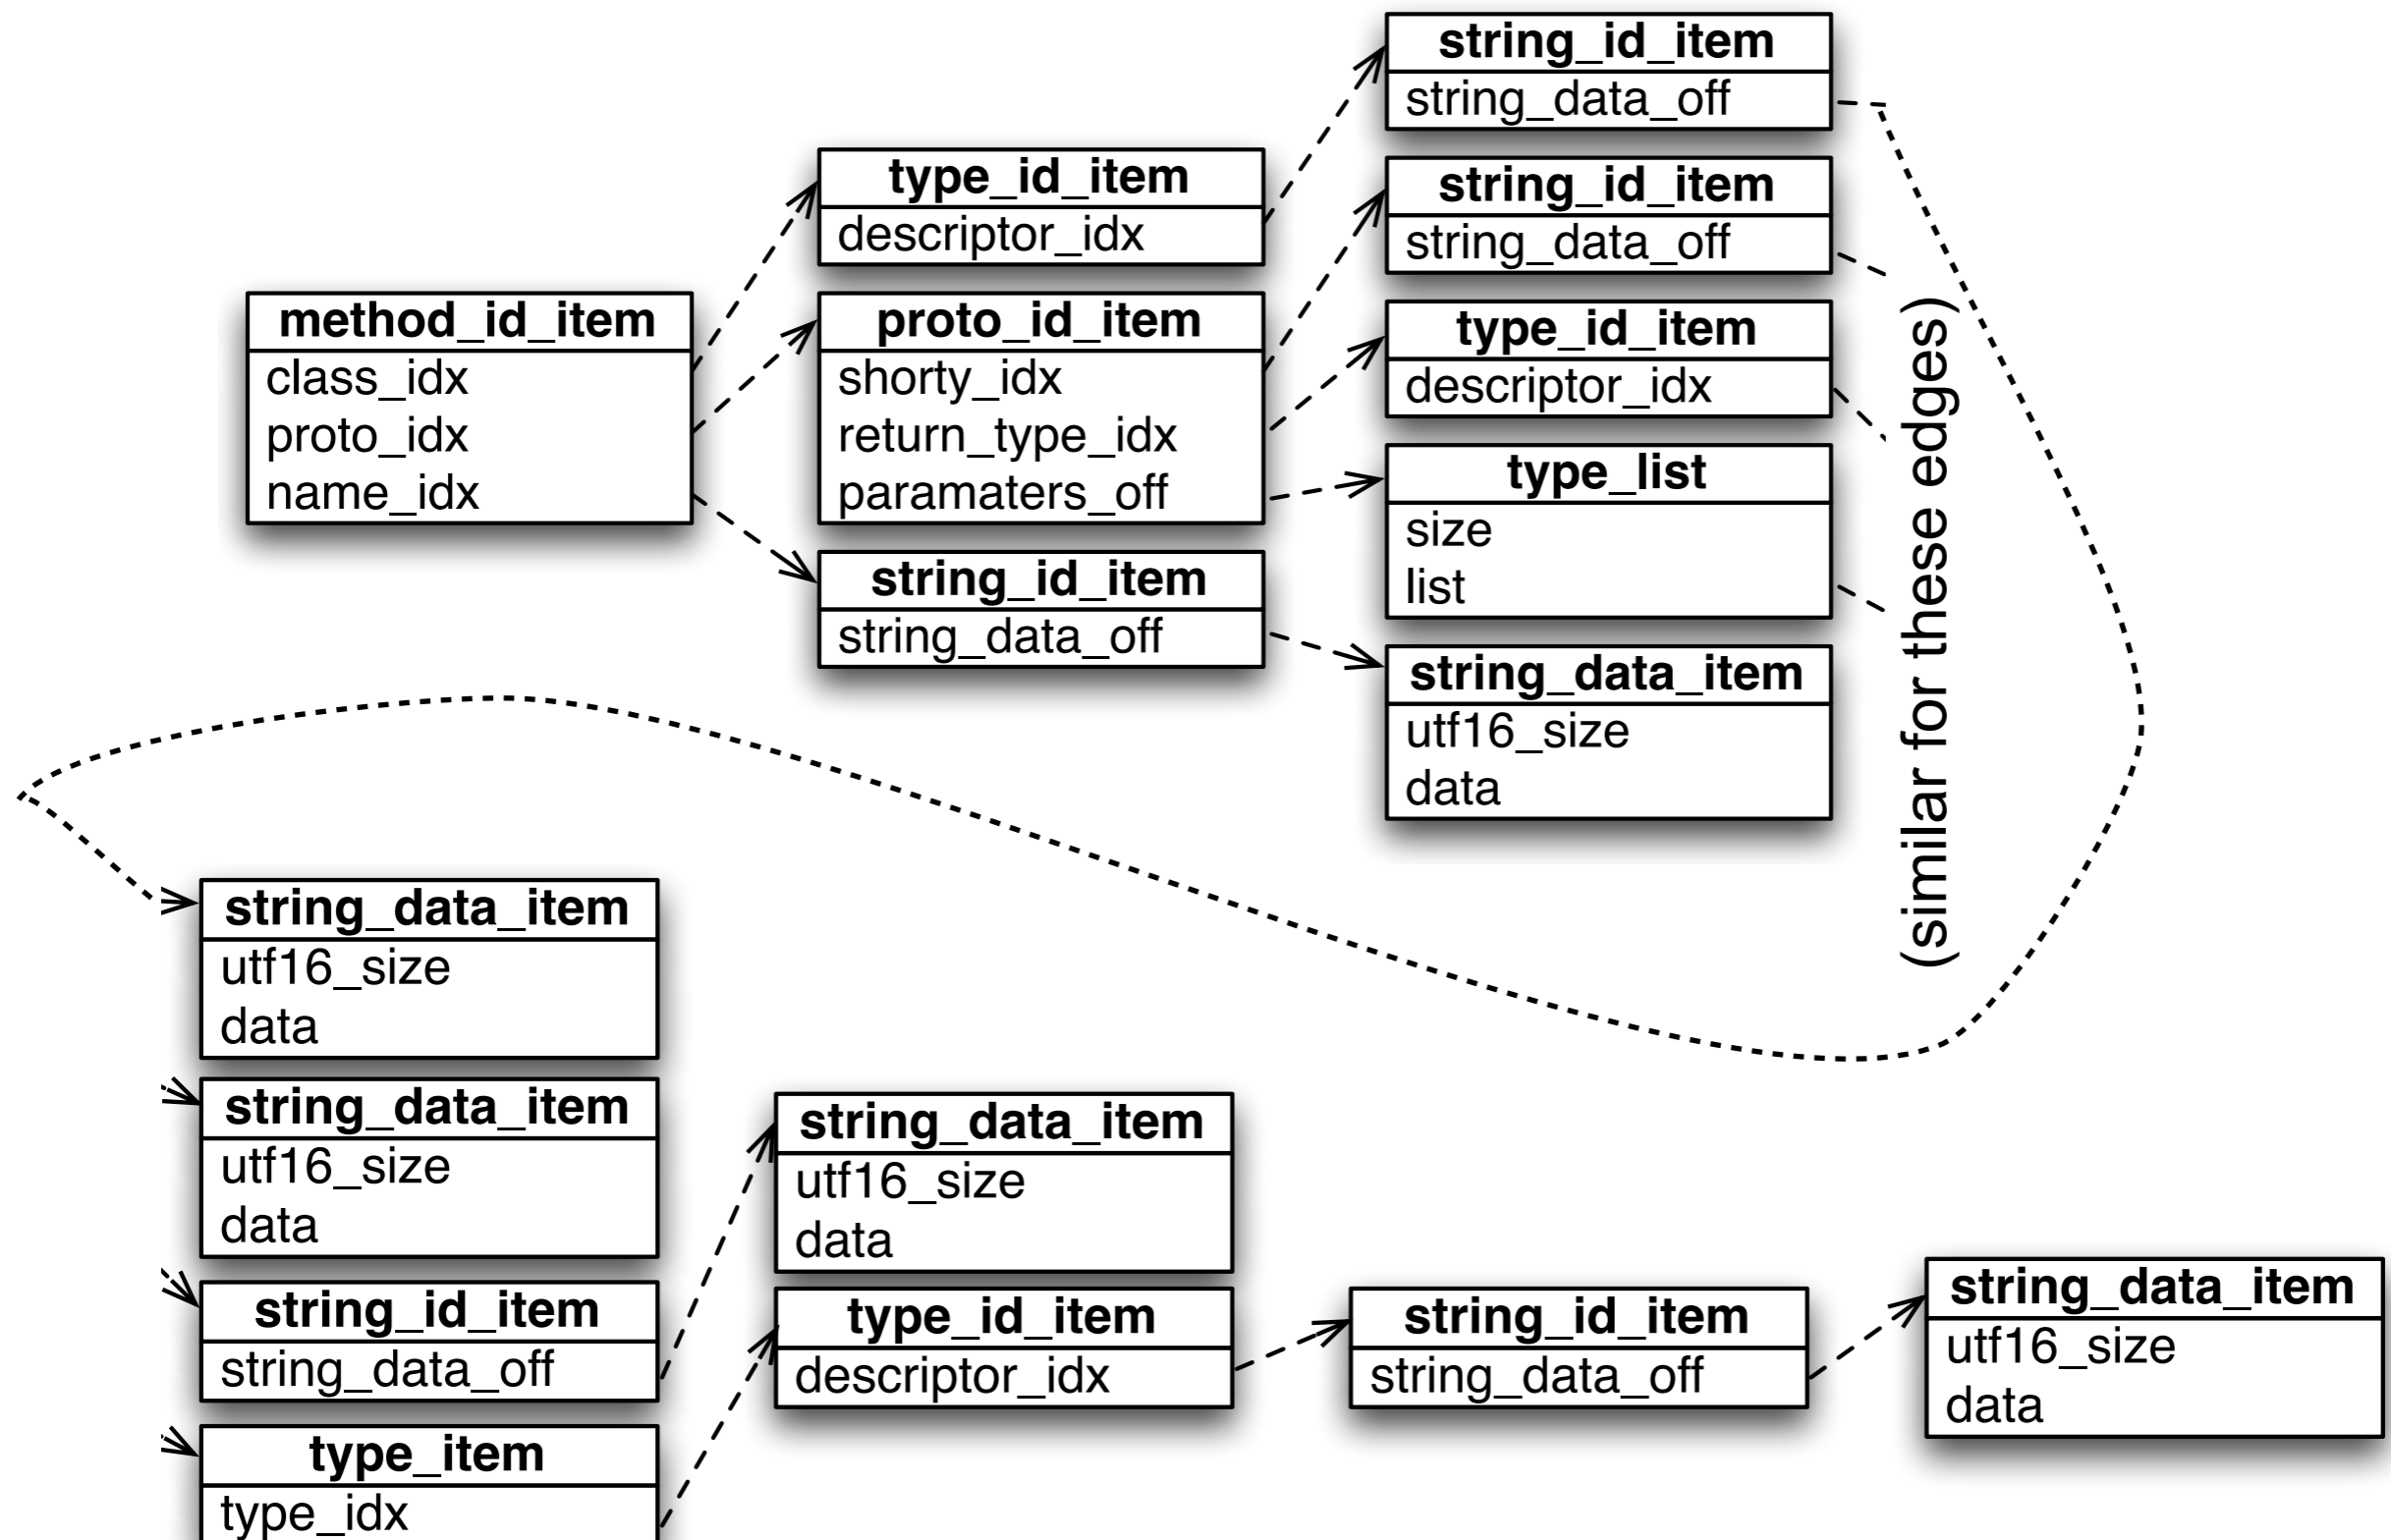 method_id_item
class_idx
proto_idx
name_idx
type_id_item
descriptor_idx
proto_id_item
shorty_idx
return_type_idx
paramaters_off
string_id_item
string_data_off
string_id_item
string_data_off
string_id_item
string_data_off
type_id_item
descriptor_idx
type_list
size
list
string_data_item
utf16_size
data
(similar for these edges)
string_data_item
utf16_size
data
string_data_item
utf16_size
data
string_id_item
string_data_off
type_item
type_idx
string_data_item
utf16_size
data
type_id_item
descriptor_idx
string_id_item
string_data_off
string_data_item
utf16_size
data